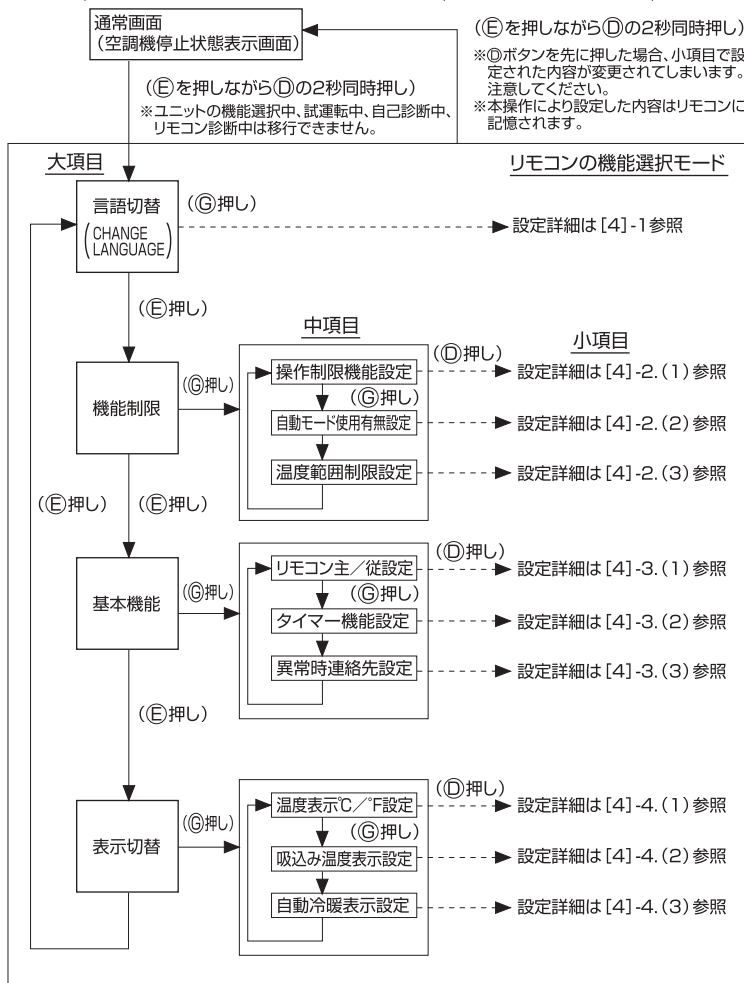 通常画面
(空調機停止状態表示画面)
(Ⓔを押しながらⒹの2秒同時押し)
※Ⓓボタンを先に押した場合、小項目で設
定された内容が変更されてしまいます。
注意してください。
※本操作により設定した内容はリモコンに
記憶されます。
(Ⓔを押しながらⒹの2秒同時押し)
※ユニットの機能選択中、試運転中、自己診断中、
リモコン診断中は移行できません。
大項目
リモコンの機能選択モード
言語切替
(CHANGE
LANGUAGE)
(Ⓖ押し)
設定詳細は[4]-1参照
(Ⓔ押し)
中項目
小項目
機能制限
(Ⓖ押し)
操作制限機能設定
(Ⓓ押し)
設定詳細は[4]-2.(1)参照
(Ⓖ押し)
自動モード使用有無設定
設定詳細は[4]-2.(2)参照
温度範囲制限設定
設定詳細は[4]-2.(3)参照
(Ⓔ押し)
(Ⓔ押し)
基本機能
(Ⓖ押し)
リモコン主/従設定
(Ⓓ押し)
設定詳細は[4]-3.(1)参照
(Ⓖ押し)
タイマー機能設定
設定詳細は[4]-3.(2)参照
異常時連絡先設定
設定詳細は[4]-3.(3)参照
(Ⓔ押し)
表示切替
(Ⓖ押し)
温度表示℃/℉設定
(Ⓓ押し)
設定詳細は[4]-4.(1)参照
(Ⓖ押し)
吸込み温度表示設定
設定詳細は[4]-4.(2)参照
自動冷暖表示設定
設定詳細は[4]-4.(3)参照